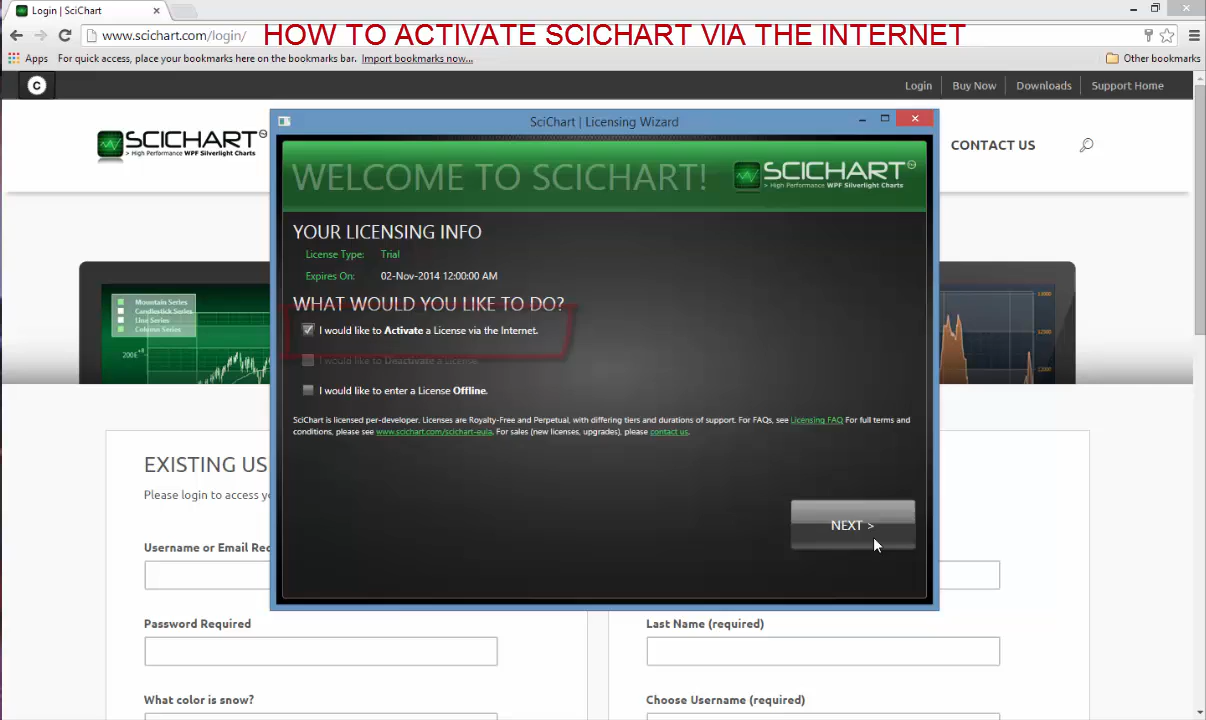 Login | SciChart
www.scichart.com/login/
HOW TO ACTIVATE SCICHART VIA THE INTERNET
Apps For quick access, place your bookmarks here on the bookmarks bar. Import bookmarks now... Other bookmarks
C
Login Buy Now Downloads Support Home
SCICHART
> High Performance WPF Silverlight Charts
CONTACT US
SciChart | Licensing Wizard
WELCOME TO SCICHART!
SCICHART
> High Performance WPF Silverlight Charts
YOUR LICENSING INFO
License Type: Trial
Expires On: 02-Nov-2014 12:00:00 AM
WHAT WOULD YOU LIKE TO DO?
I would like to Activate a License via the Internet.
I would like to Deactivate a License.
I would like to enter a License Offline.
SciChart is licensed per-developer. Licenses are Royalty-Free and Perpetual, with differing tiers and durations of support. For FAQs, see Licensing FAQ For full terms and
conditions, please see www.scichart.com/scichart-eula. For sales (new licenses, upgrades), please contact us.
NEXT >
Mountain Series
Candlestick Series
Line Series
Column Series
200E+4
13000
12500
12000
EXISTING US
Please login to access yo
Username or Email Req
Password Required
Last Name (required)
What color is snow?
Choose Username (required)